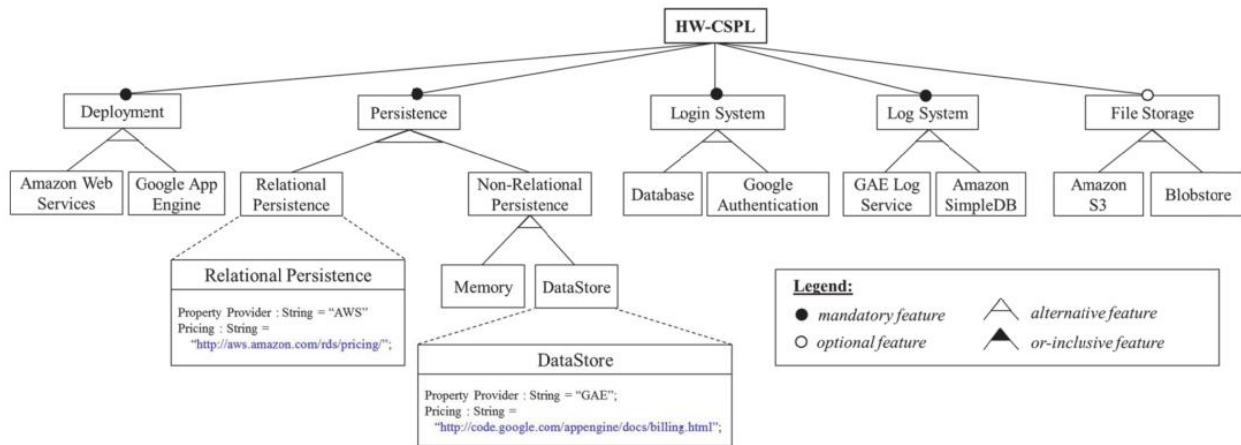 HW-CSPL
Deployment
Persistence
Login System
Log System
File Storage
Amazon Web
Services
Google App
Engine
Relational
Persistence
Non-Relational
Persistence
Database
Google
Authentication
GAE Log
Service
Amazon
SimpleDB
Amazon
S3
Blobstore
Relational Persistence
Property Provider : String = “AWS”
Pricing : String =
“http://aws.amazon.com/rds/pricing/”;
Memory
DataStore
DataStore
Property Provider : String = “GAE”;
Pricing : String =
“http://code.google.com/appengine/docs/billing.html”;
Legend:
mandatory feature
alternative feature
optional feature
or-inclusive feature